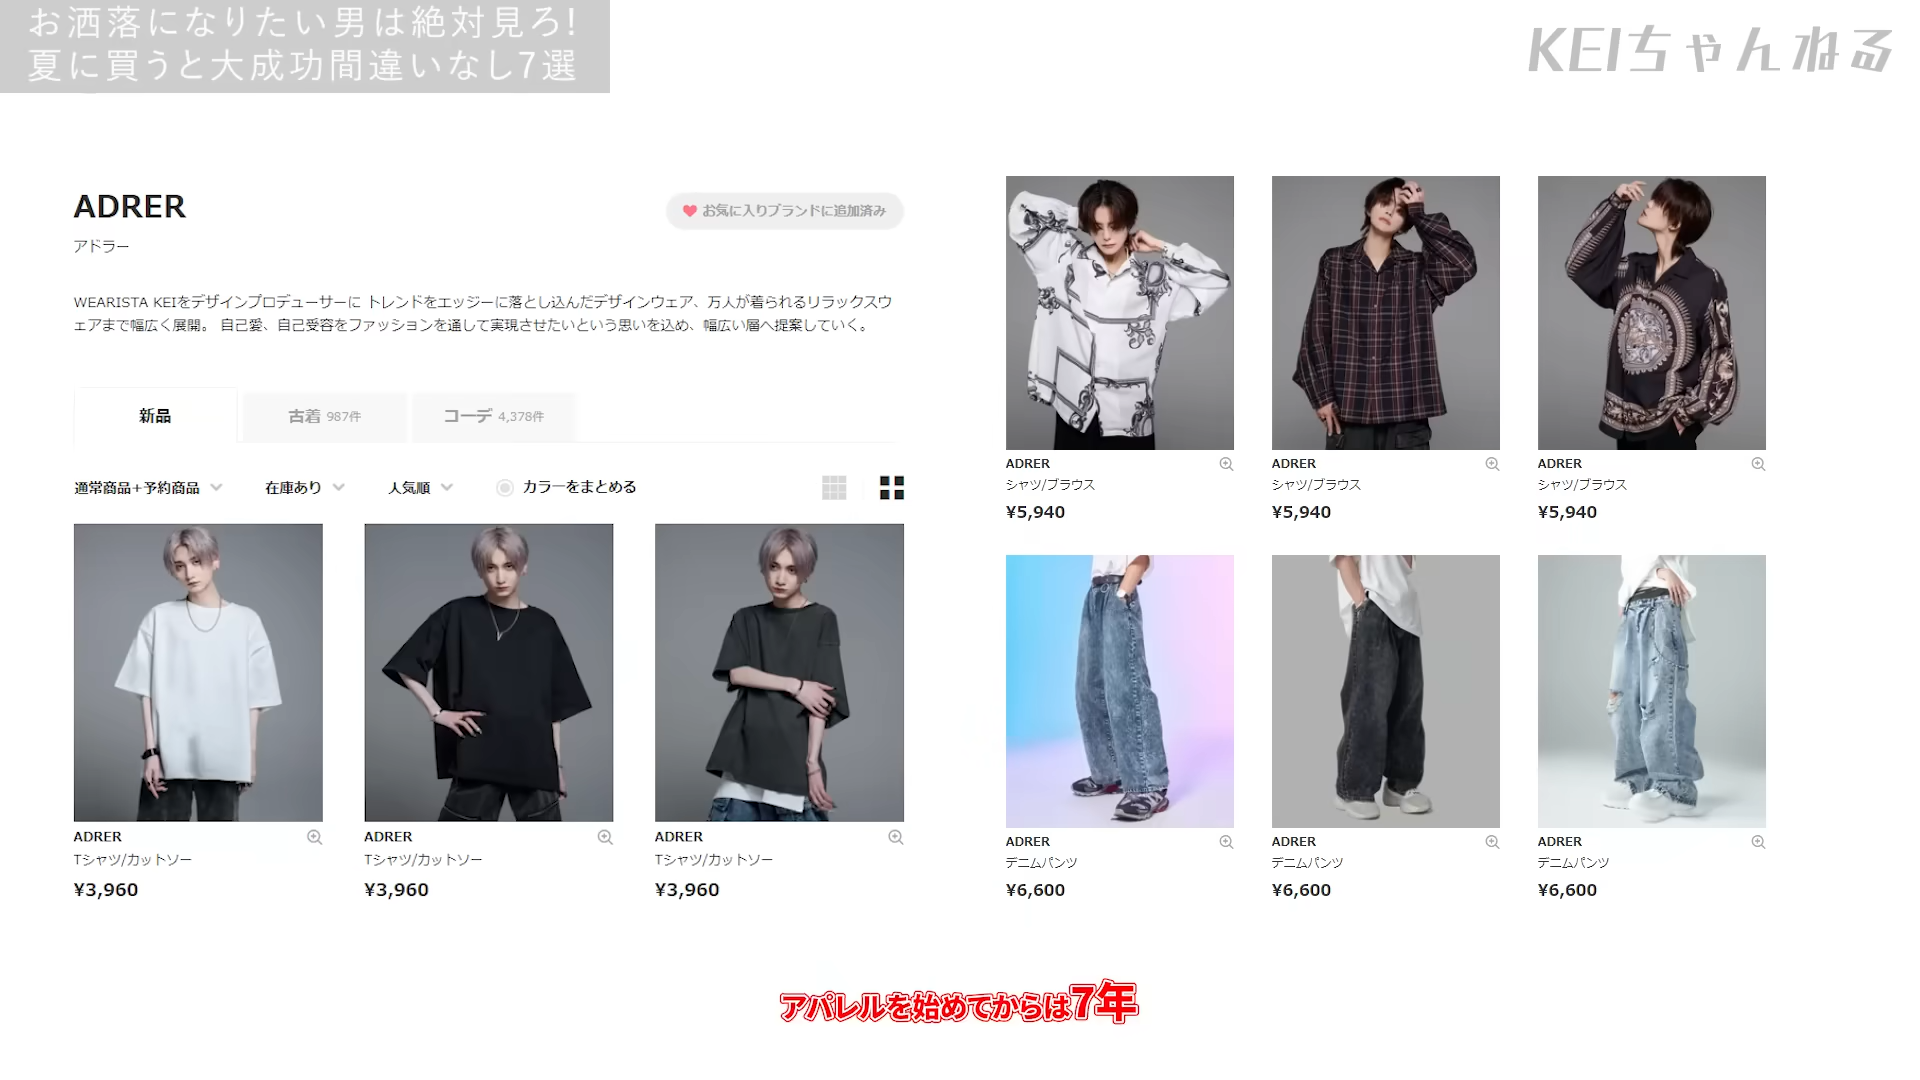 お洒落になりたい男は絶対見ろ!
夏に買うと大成功間違いなし7選
KEIちゃんねる
ADRER
お気に入りブランドに追加済み
アドラー
WEARISTA KEIをデザインプロデューサーに トレンドをエッジーに落とし込んだデザインウェア、万人が着られるリラックスウ
ェアまで幅広く展開。 自己愛、自己受容をファッションを通して実現させたいという思いを込め、幅広い層へ提案していく。
新品
古着 987件
コーデ 4,378件
通常商品+予約商品
在庫あり
人気順
カラーをまとめる
ADRER
Tシャツ/カットソー
¥3,960
ADRER
Tシャツ/カットソー
¥3,960
ADRER
Tシャツ/カットソー
¥3,960
ADRER
シャツ/ブラウス
¥5,940
ADRER
シャツ/ブラウス
¥5,940
ADRER
シャツ/ブラウス
¥5,940
ADRER
デニムパンツ
¥6,600
ADRER
デニムパンツ
¥6,600
ADRER
デニムパンツ
¥6,600
アパレルを始めてからは7年